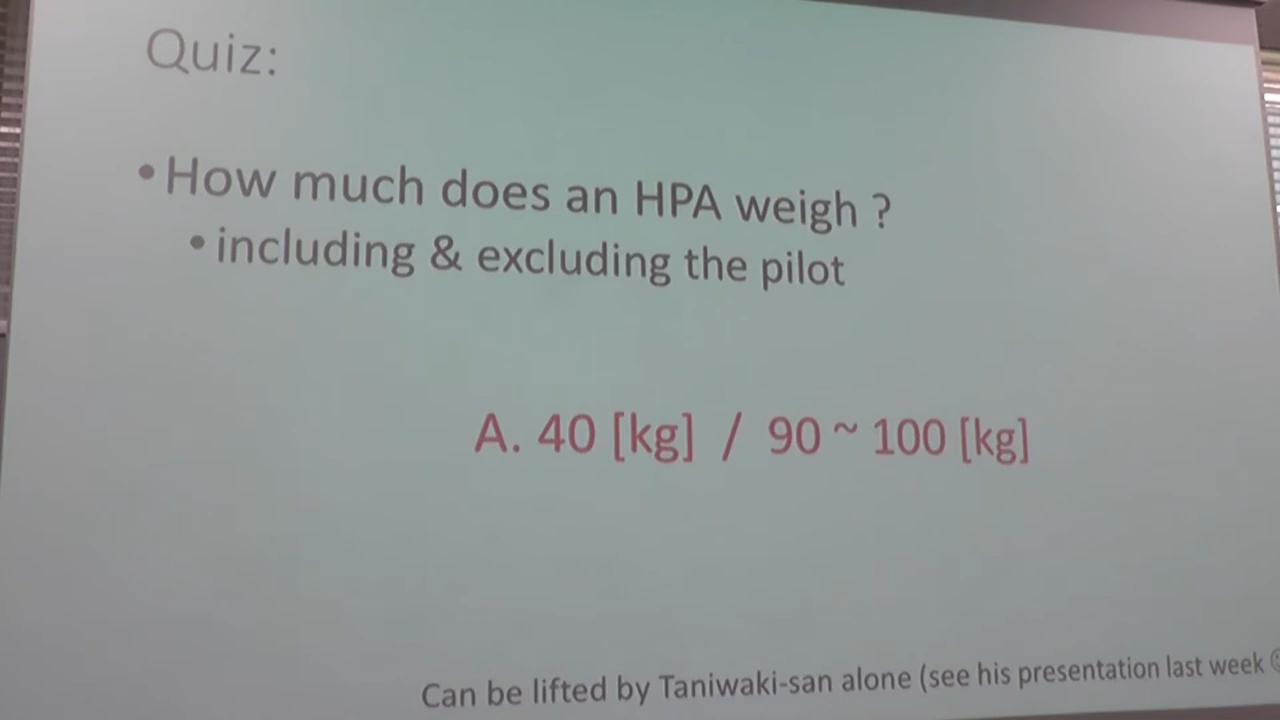 Quiz:
• How much does an HPA weigh ?
• including & excluding the pilot
A. 40 [kg] / 90 ~ 100 [kg]
Can be lifted by Taniwaki-san alone (see his presentation last week ☺